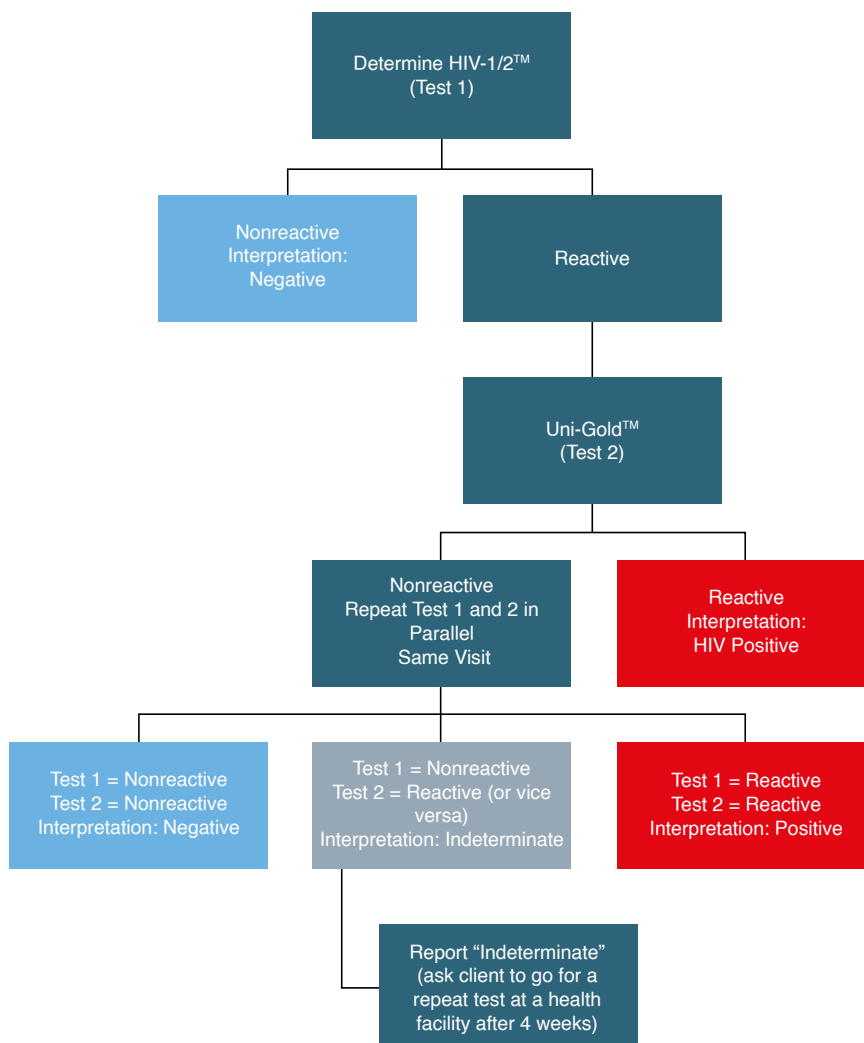 Determine HIV-1/2™
(Test 1)
Nonreactive
Interpretation:
Negative
Reactive
Uni-Gold™
(Test 2)
Nonreactive
Repeat Test 1 and 2 in
Parallel
Same Visit
Reactive
Interpretation:
HIV Positive
Test 1 = Nonreactive
Test 2 = Nonreactive
Interpretation: Negative
Test 1 = Nonreactive
Test 2 = Reactive (or vice
versa)
Interpretation: Indeterminate
Test 1 = Reactive
Test 2 = Reactive
Interpretation: Positive
Report “Indeterminate”
(ask client to go for a
repeat test at a health
facility after 4 weeks)